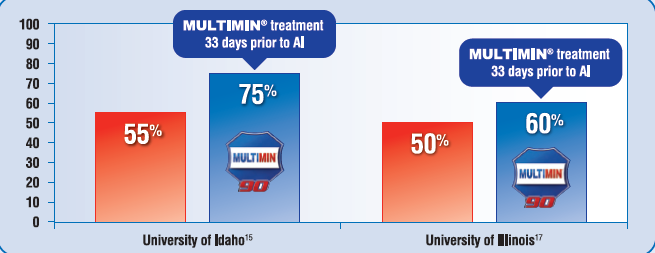 100
90
80
70
60
50
40
30
20
10
0
MULTIMIN® treatment
33 days prior to AI
MULTIMIN® treatment
33 days prior to AI
55%
75%
50%
60%
MULTIMIN
90
MULTIMIN
90
University of Idaho15
University of Illinois17